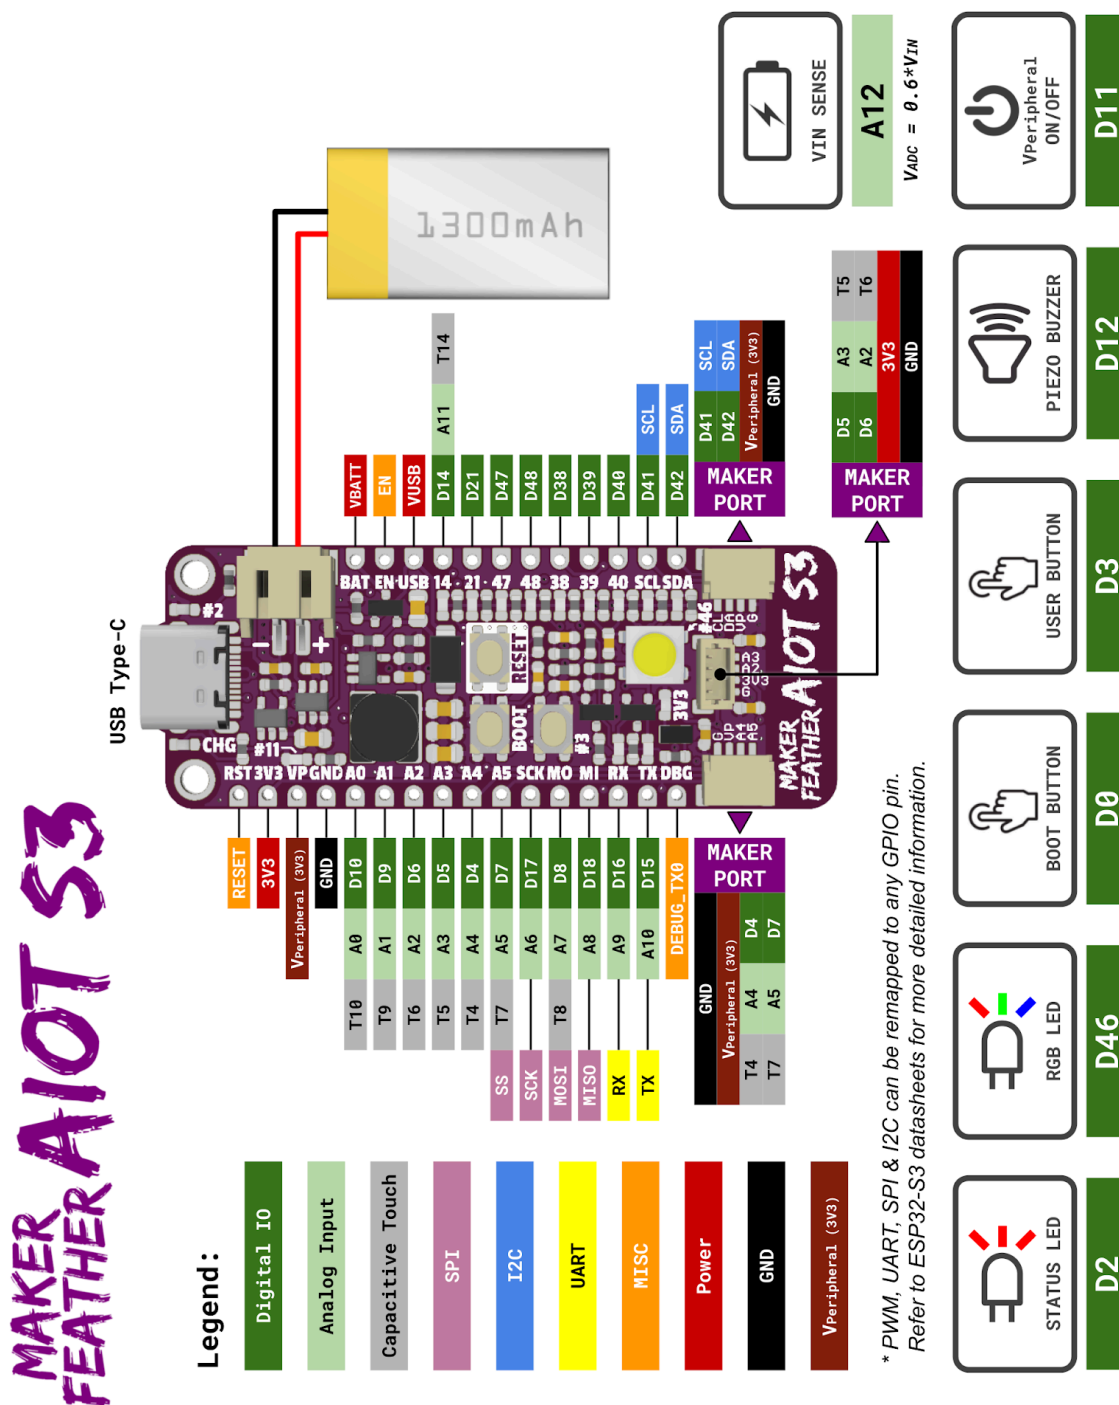 MAKER
FEATHER AIOT S3
Legend:
Digital IO
Analog Input
Capacitive Touch
SPI
I2C
UART
MISC
Power
GND
VPeripheral (3V3)
USB Type-C
1300mAh
RESET
3V3
VPeripheral (3V3)
GND
T10 A0 D10
T9 A1 D9
T6 A2 D6
T5 A3 D5
T4 A4 D4
SS T7 A5 D7
SCK A6 D17
MOSI T8 A7 D8
MISO A8 D18
RX A9 D16
TX A10 D15
DEBUG_TX0
RST 3V3 VP GND A0 A1 A2 A3 A4 A5 SCK MO MI RX TX DBG
CHG
#11
#2
+
BOOT
RESET
#3
3V3
#46
BAT EN USB 14 21 47 48 38 39 40 SCL SDA
A3
A2
3V3
G
MAKER
FEATHER AIOT S3
VBATT
EN
VUSB
D14 A11 T14
D21
D47
D48
D38
D39
D40
D41 SCL
D42 SDA
MAKER
PORT
D41 SCL
D42 SDA
VPeripheral (3V3)
GND
MAKER
PORT
D5 A3 T5
D6 A2 T6
3V3
GND
MAKER
PORT
GND
VPeripheral (3V3)
T4 A4 D4
T7 A5 D7
* PWM, UART, SPI & I2C can be remapped to any GPIO pin.
Refer to ESP32-S3 datasheets for more detailed information.
VIN SENSE
A12
VADC = 0.6*VIN
STATUS LED
D2
RGB LED
D46
BOOT BUTTON
D0
USER BUTTON
D3
PIEZO BUZZER
D12
VPeripheral
ON/OFF
D11